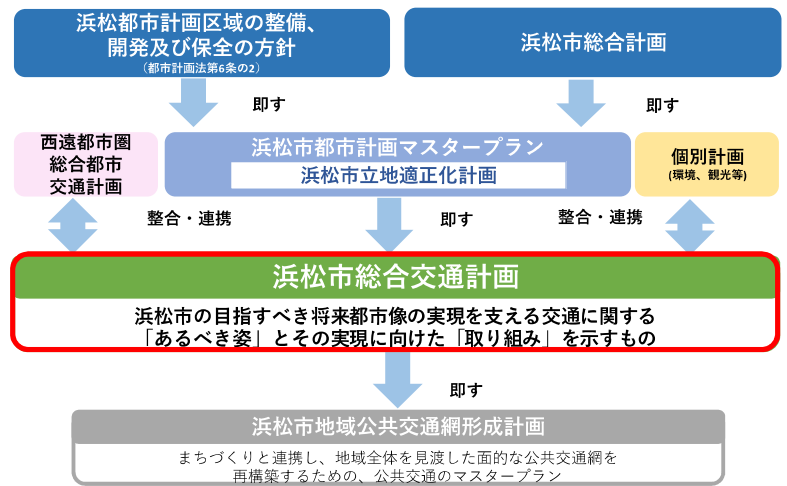 浜松都市計画区域の整備、
開発及び保全の方針
（都市計画法第6条の2）
浜松市総合計画
即す
即す
西遠都市圏
総合都市
交通計画
浜松市都市計画マスタープラン
浜松市立地適正化計画
個別計画
(環境、観光等)
整合・連携
即す
整合・連携
浜松市総合交通計画
浜松市の目指すべき将来都市像の実現を支える交通に関する
「あるべき姿」とその実現に向けた「取り組み」を示すもの
即す
浜松市地域公共交通網形成計画
まちづくりと連携し、地域全体を見渡した面的な公共交通網を
再構築するための、公共交通のマスタープラン